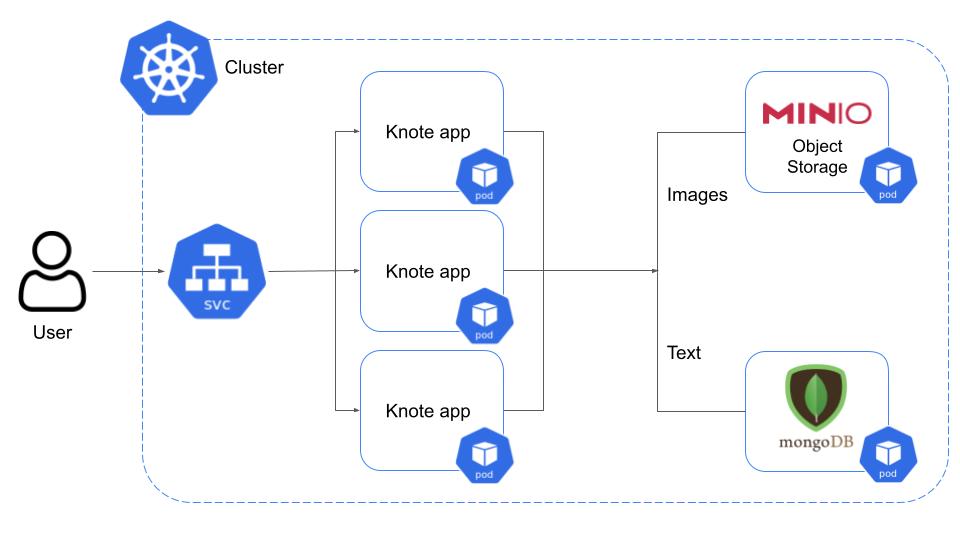 Cluster
Knote app
pod
MINIO
Object
Storage
pod
Images
Knote app
pod
SVC
User
Text
Knote app
pod
mongoDB
pod